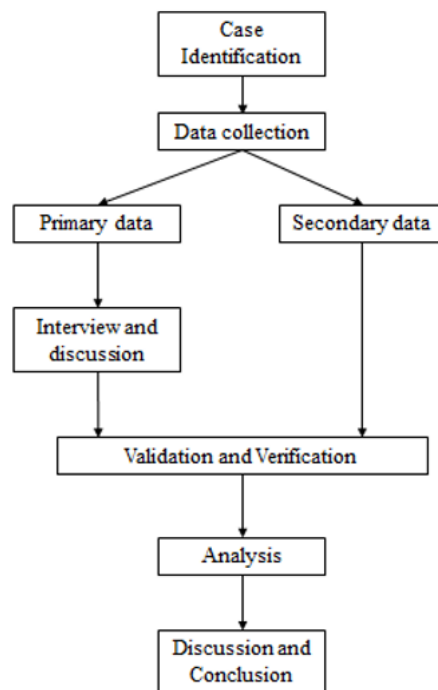 Case
Identification
Data collection
Primary data
Secondary data
Interview and
discussion
Validation and Verification
Analysis
Discussion and
Conclusion